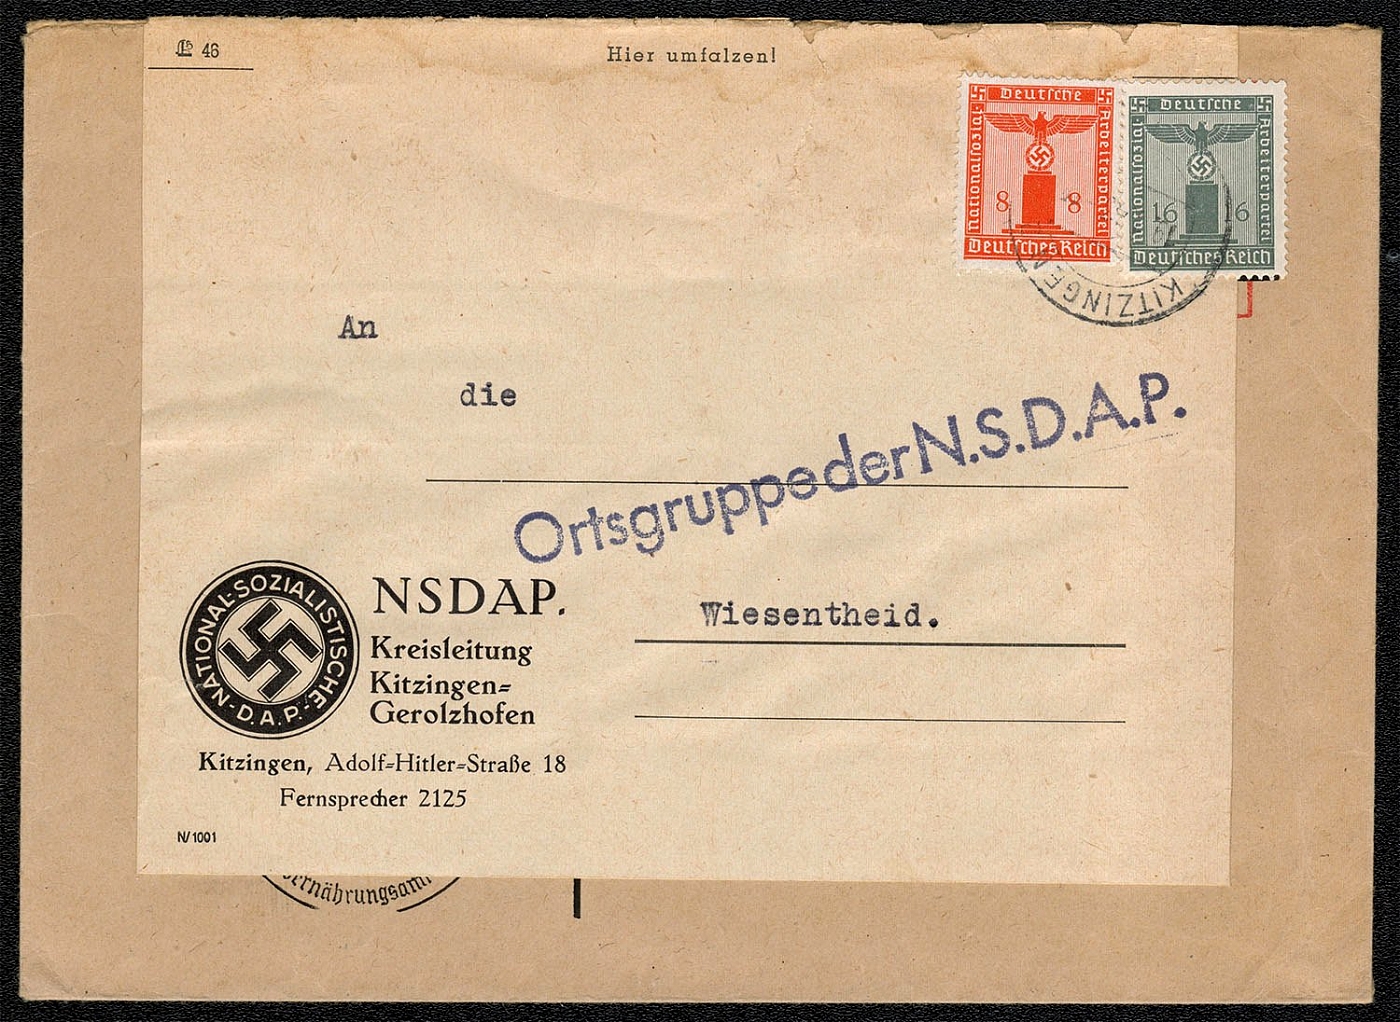 46
Hier umfalzen!
Deutsche
Nationalsozial.
Arbeiterpartei
8 8
Deutsches Reich
Deutsche
Nationalsozial.
Arbeiterpartei
16 16
Deutsches Reich
KITZINGEN
An
die
Ortsgruppe der N.S.D.A.P.
Wiesentheid.
NATIONAL-SOZIALISTISCHE-
-D.A.P.-
NSDAP.
Kreisleitung
Kitzingen=
Gerolzhofen
Kitzingen, Adolf=Hitler=Straße 18
Fernsprecher 2125
N/1001